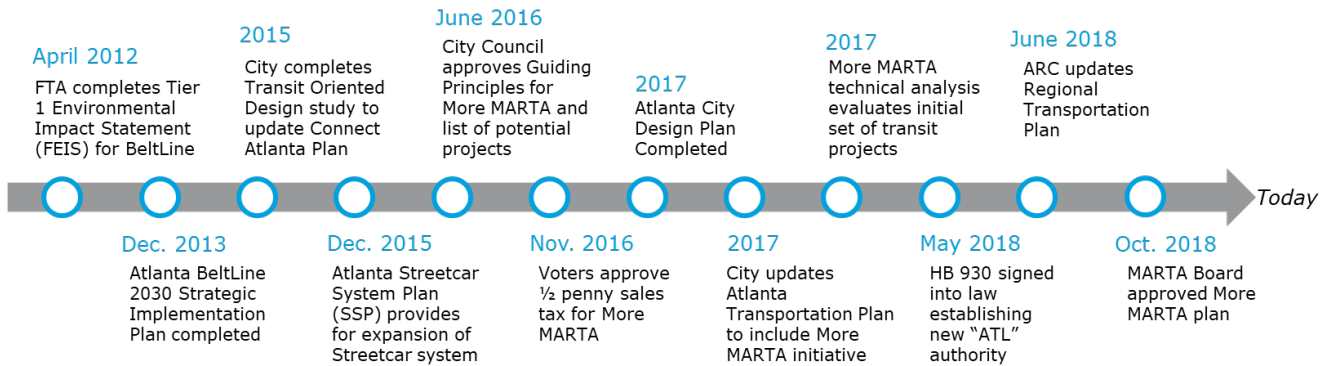 April 2012
FTA completes Tier
1 Environmental
Impact Statement
(FEIS) for BeltLine
Dec. 2013
Atlanta BeltLine
2030 Strategic
Implementation
Plan completed
2015
City completes
Transit Oriented
Design study to
update Connect
Atlanta Plan
Dec. 2015
Atlanta Streetcar
System Plan
(SSP) provides
for expansion of
Streetcar system
June 2016
City Council
approves Guiding
Principles for
More MARTA and
list of potential
projects
Nov. 2016
Voters approve
½ penny sales
tax for More
MARTA
2017
Atlanta City
Design Plan
Completed
2017
City updates
Atlanta
Transportation Plan
to include More
MARTA initiative
2017
More MARTA
technical analysis
evaluates initial
set of transit
projects
May 2018
HB 930 signed
into law
establishing
new “ATL”
authority
June 2018
ARC updates
Regional
Transportation
Plan
Oct. 2018
MARTA Board
approved More
MARTA plan
Today